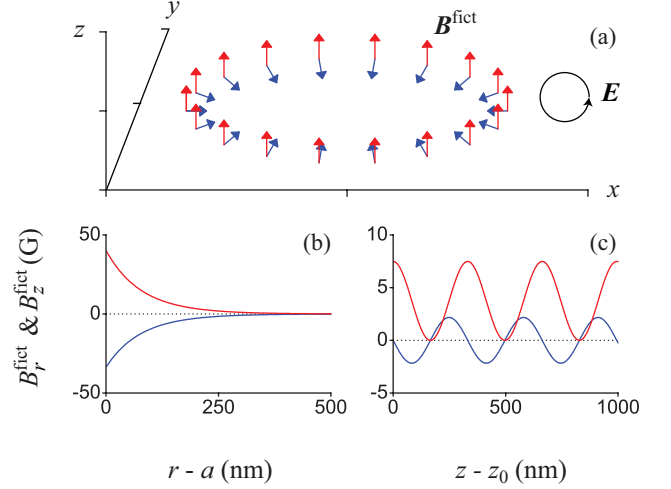 y
z
B^fict
(a)
E
x
B_r^fict & B_z^fict (G)
50
(b)
0
-50
0
250
500
r - a (nm)
10
(c)
5
0
-5
0
500
1000
z - z_0 (nm)